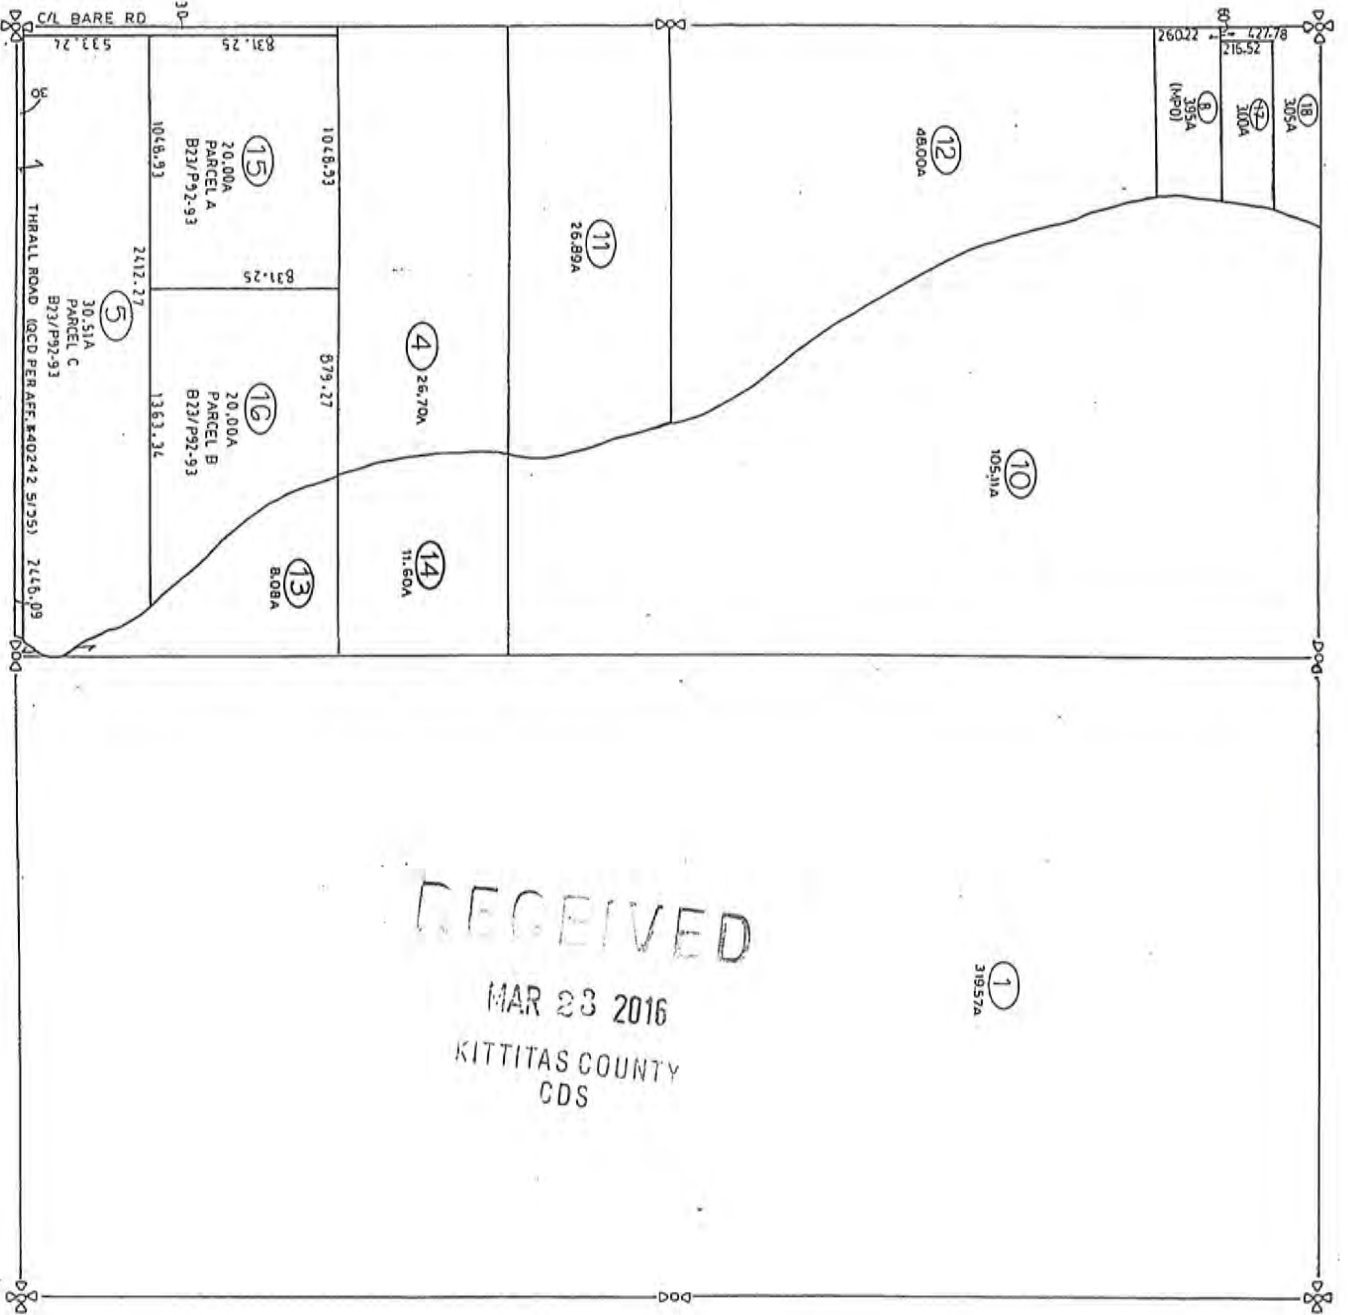 C/L BARE RD
30
533.24
831.25
60
260.22
427.78
216.52
18
3.05A
17
3.00A
8
3.95A
(MPO)
12
48.00A
11
26.89A
4
26.70A
15
20.00A
PARCEL A
B23/P92-93
1048.93
1048.93
831.25
16
20.00A
PARCEL B
B23/P92-93
879.27
1363.34
2412.27
5
30.51A
PARCEL C
B23/P92-93
THRALL ROAD (QCD PER AFF. #40242 5/35)
2446.09
10
105.11A
14
11.60A
13
8.08A
1
319.57A
RECEIVED
MAR 2016
KITTITAS COUNTY
CDS